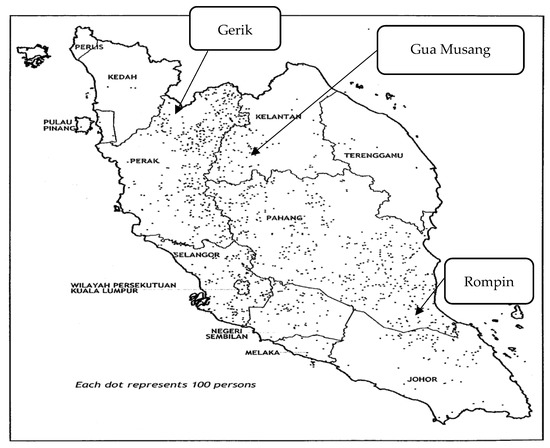 Gerik
Gua Musang
PERLIS
KEDAH
PULAU
PINANG
KELANTAN
TERENGGANU
PERAK
PAHANG
SELANGOR
Rompin
WILAYAH PERSEKUTUAN
KUALA LUMPUR
NEGERI
SEMBILAN
MELAKA
JOHOR
Each dot represents 100 persons